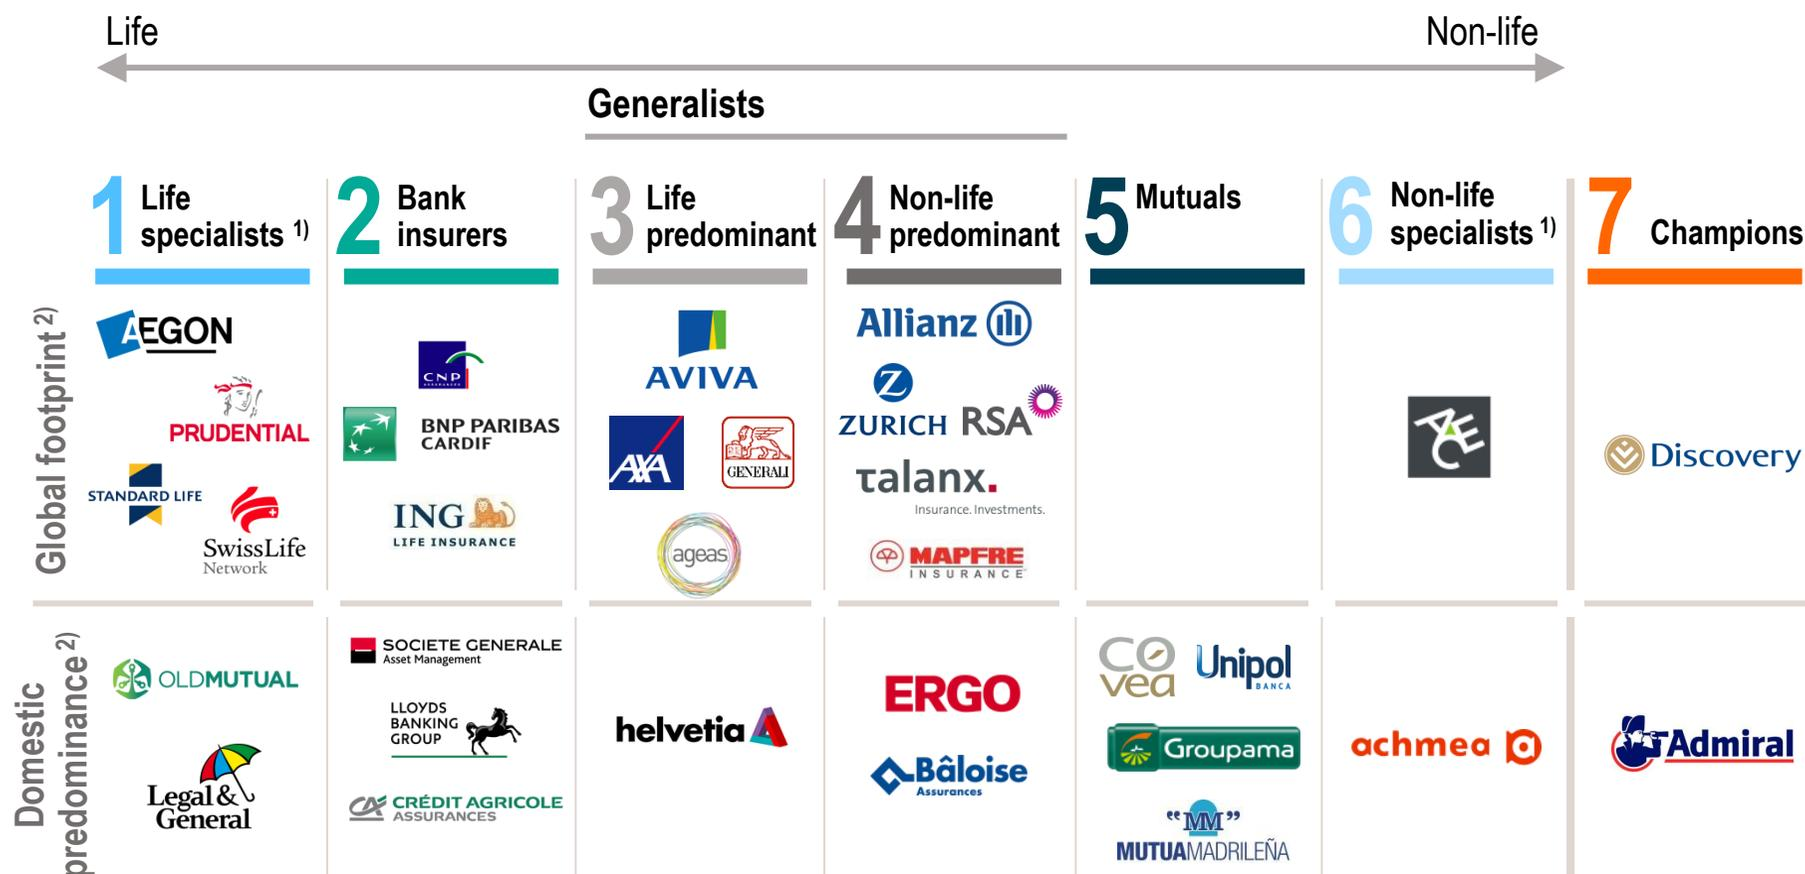 Life
Non-life
Generalists
1 Life
specialists 1)
2 Bank
insurers
3 Life
predominant
4 Non-life
predominant
5 Mutuals
6 Non-life
specialists 1)
7 Champions
Global footprint 2)
AEGON
PRUDENTIAL
STANDARD LIFE
SwissLife
Network
CNP
ASSURANCES
BNP PARIBAS
CARDIF
ING
LIFE INSURANCE
AVIVA
AXA
GENERALI
ageas
Allianz
ZURICH
RSA
talanx.
Insurance. Investments.
MAPFRE
INSURANCE
ACE
Discovery
Domestic
predominance 2)
OLDMUTUAL
Legal &
General
SOCIETE GENERALE
Asset Management
LLOYDS
BANKING
GROUP
CA CRÉDIT AGRICOLE
ASSURANCES
helvetia
ERGO
Bâloise
Assurances
COvea
Unipol
BANCA
Groupama
“MM”
MUTUAMADRILEÑA
achmea
Admiral